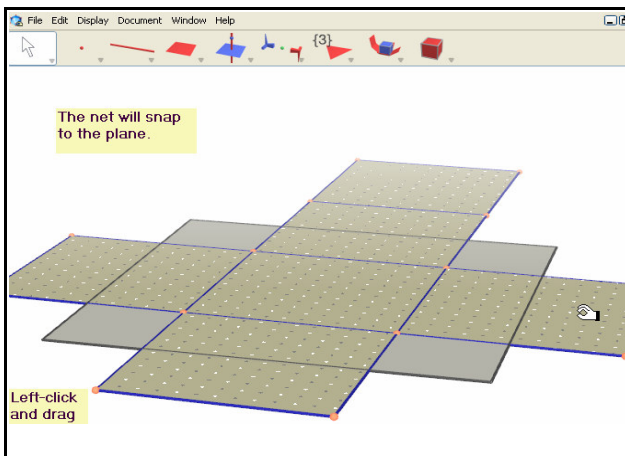 File Edit Display Document Window Help
{3}
The net will snap
to the plane.
Left-click
and drag